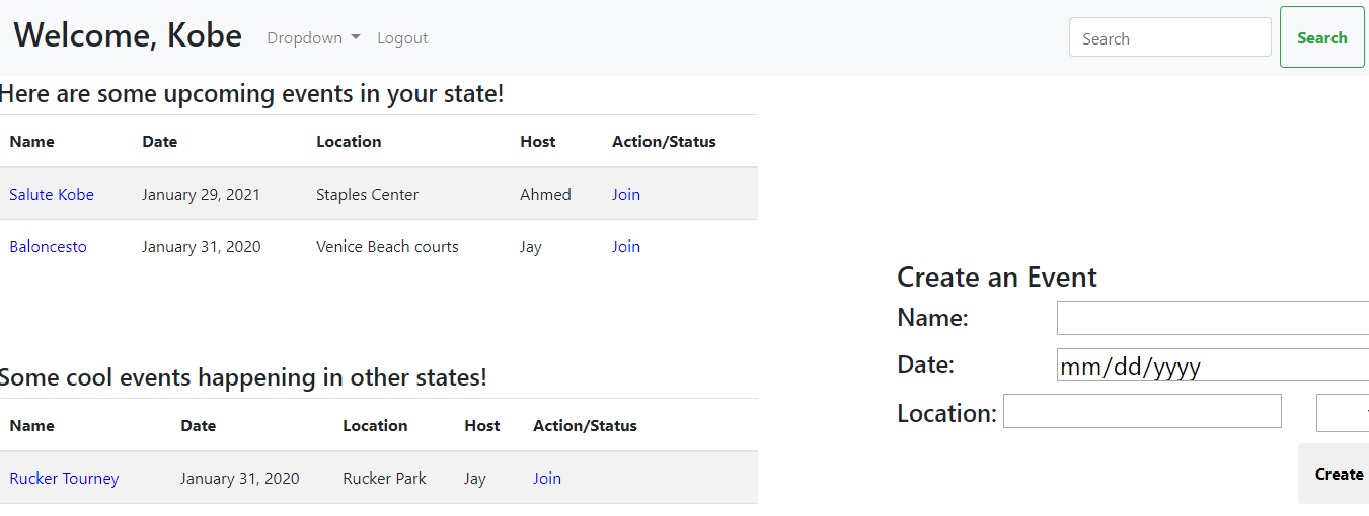 Welcome, Kobe Dropdown Logout Search Search
Here are some upcoming events in your state!
Name Date Location Host Action/Status
Salute Kobe January 29, 2021 Staples Center Ahmed Join
Baloncesto January 31, 2020 Venice Beach courts Jay Join
Some cool events happening in other states!
Name Date Location Host Action/Status
Rucker Tourney January 31, 2020 Rucker Park Jay Join
Create an Event
Name:
Date: mm/dd/yyyy
Location:
Create